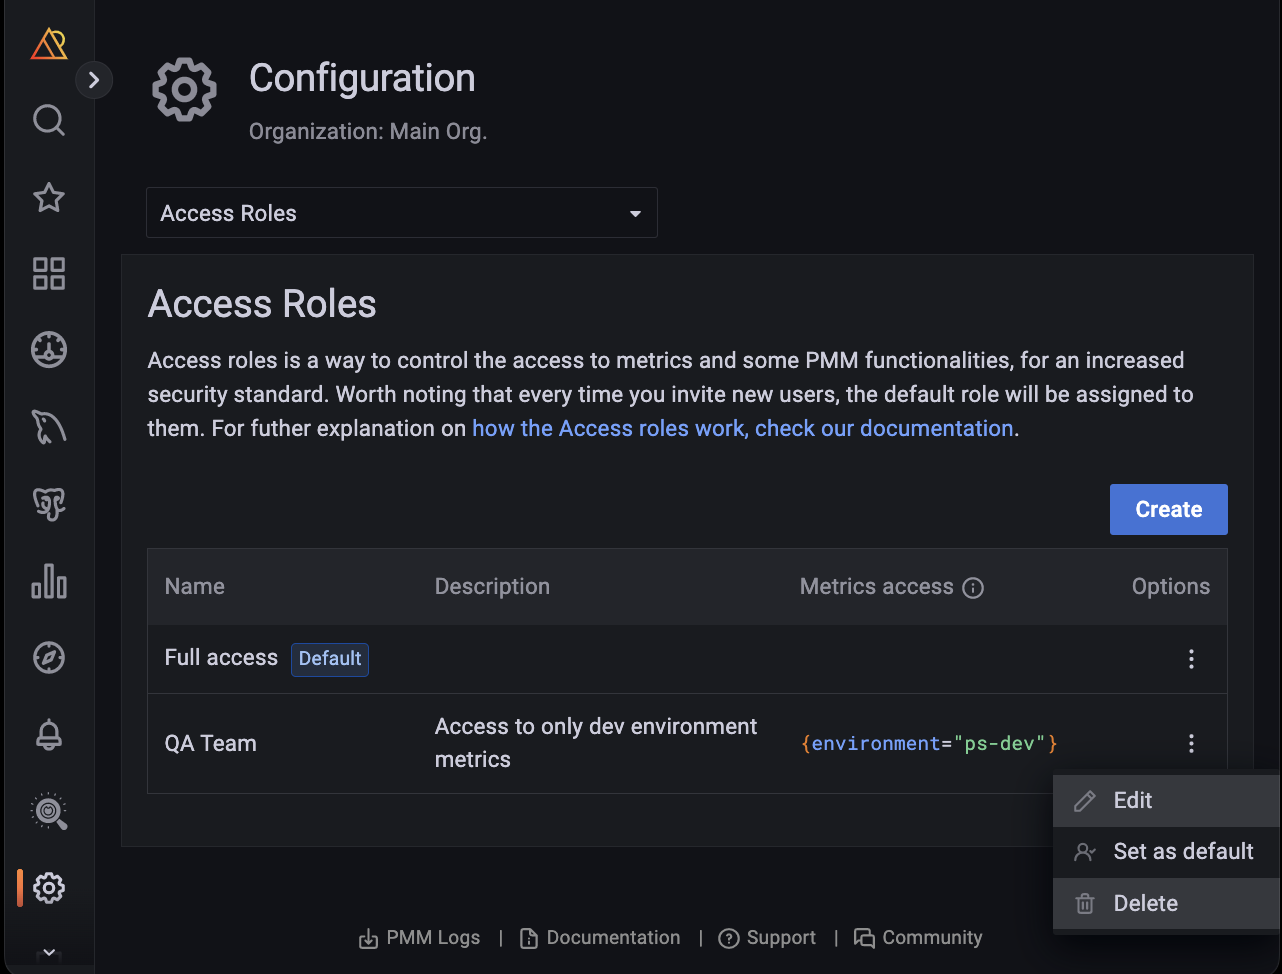 Configuration
Organization: Main Org.
Access Roles
Access Roles
Access roles is a way to control the access to metrics and some PMM functionalities, for an increased
security standard. Worth noting that every time you invite new users, the default role will be assigned to
them. For futher explanation on how the Access roles work, check our documentation.
Create
Name Description Metrics access Options
Full access Default
QA Team Access to only dev environment metrics {environment="ps-dev"}
Edit
Set as default
Delete
PMM Logs | Documentation | Support | Community